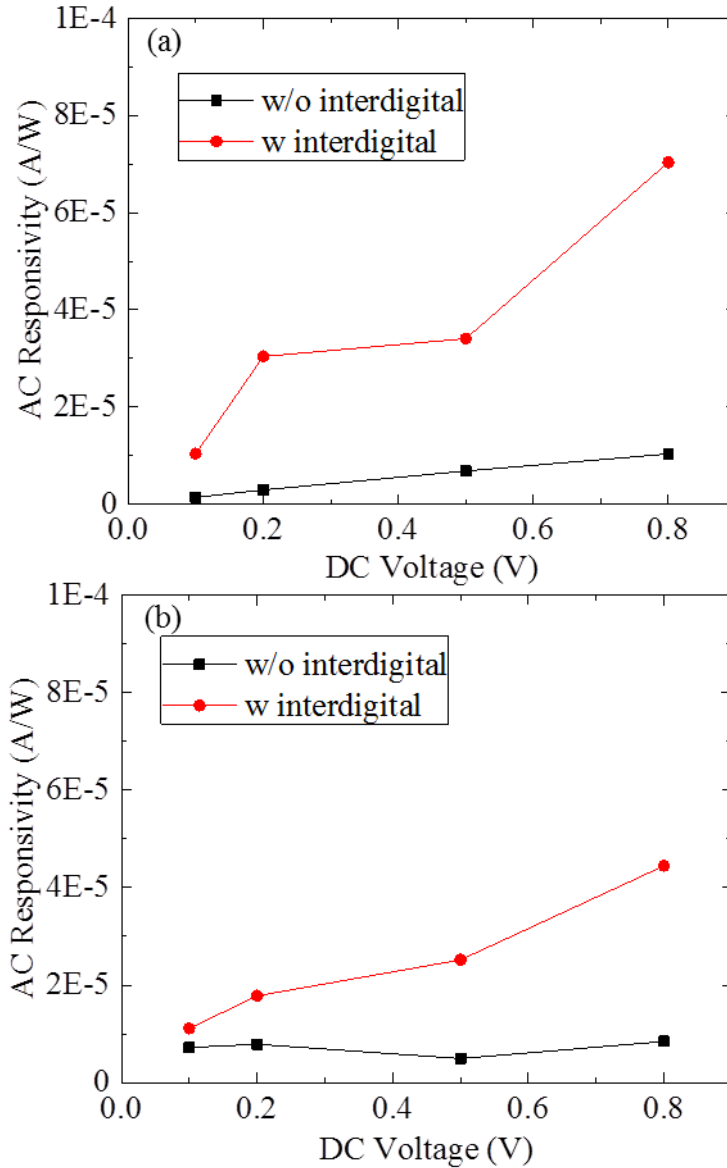 (a)
w/o interdigital
w interdigital
1E-4
8E-5
6E-5
4E-5
2E-5
0
AC Responsivity (A/W)
0.0 0.2 0.4 0.6 0.8
DC Voltage (V)
(b)
w/o interdigital
w interdigital
1E-4
8E-5
6E-5
4E-5
2E-5
0
AC Responsivity (A/W)
0.0 0.2 0.4 0.6 0.8
DC Voltage (V)